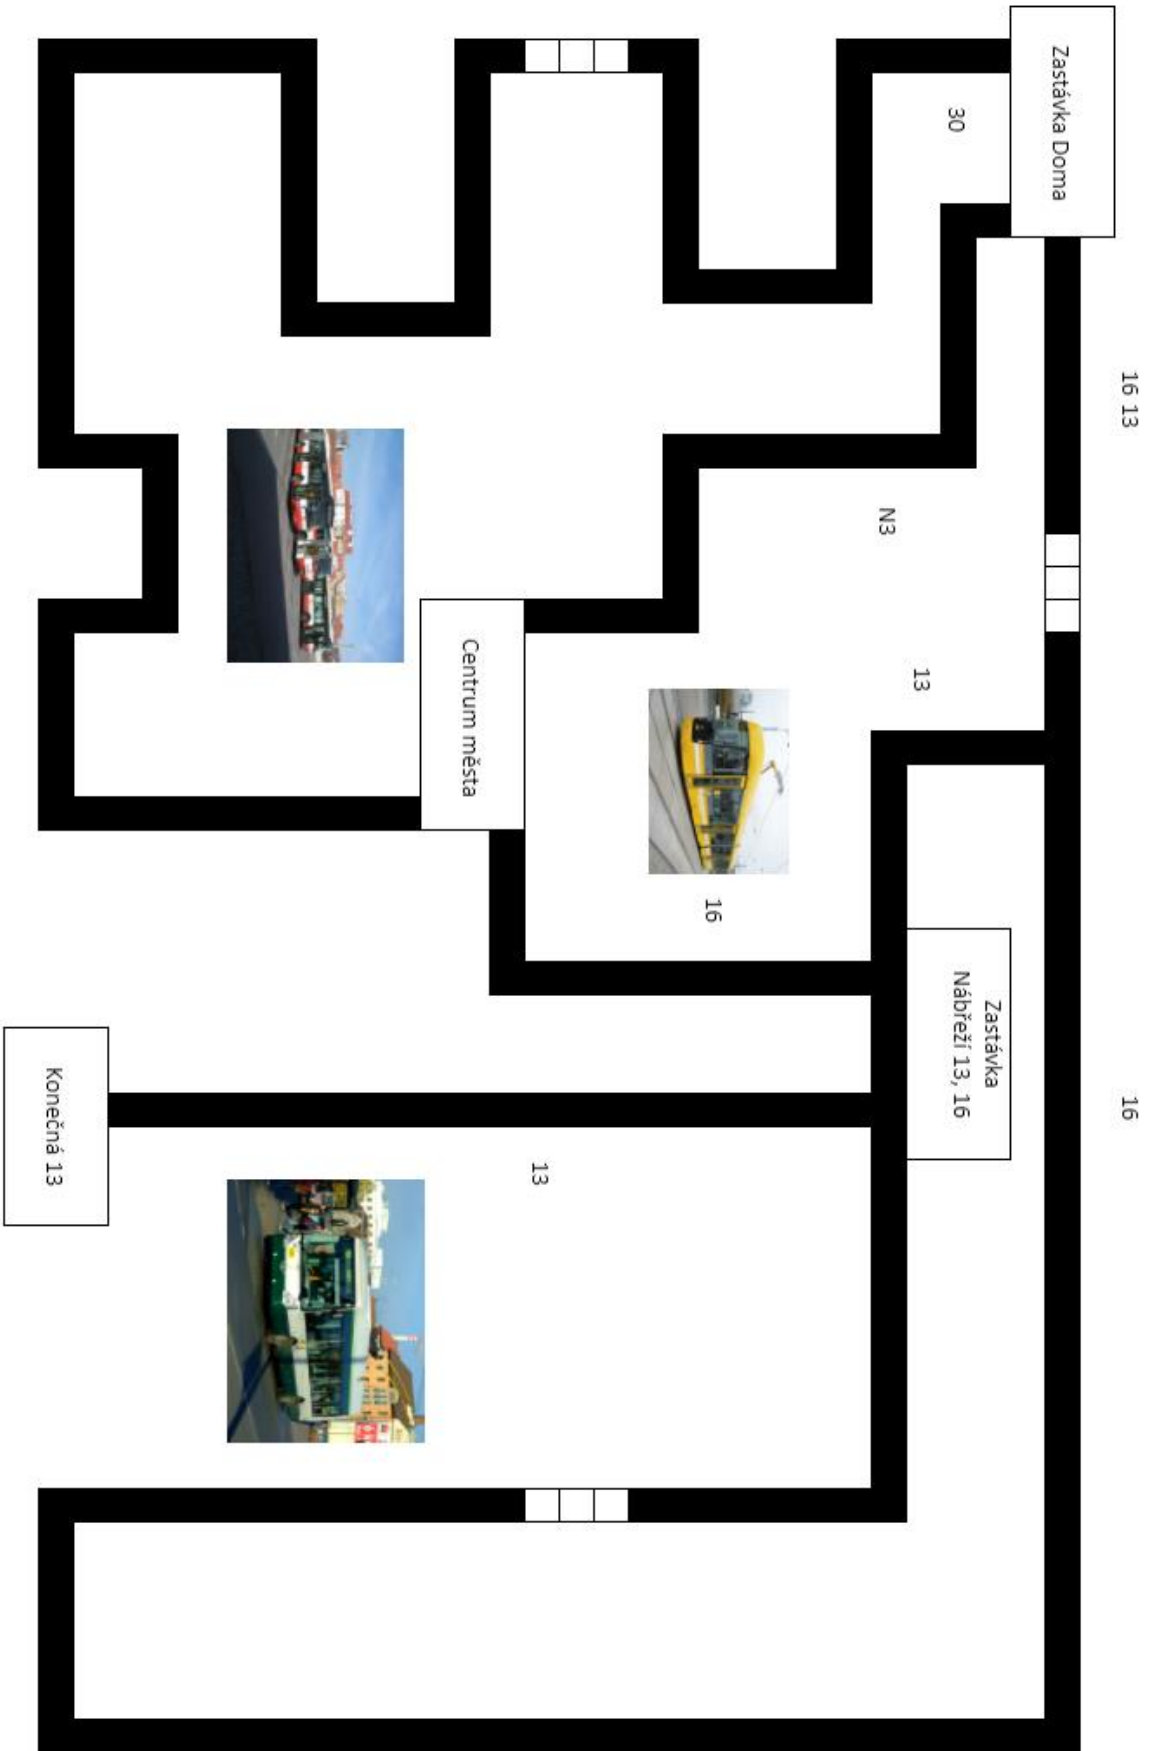 Zastávka Doma
16 13
16
30
N3
13
Zastávka
Nábřeží 13, 16
16
Centrum města
13
Konečná 13